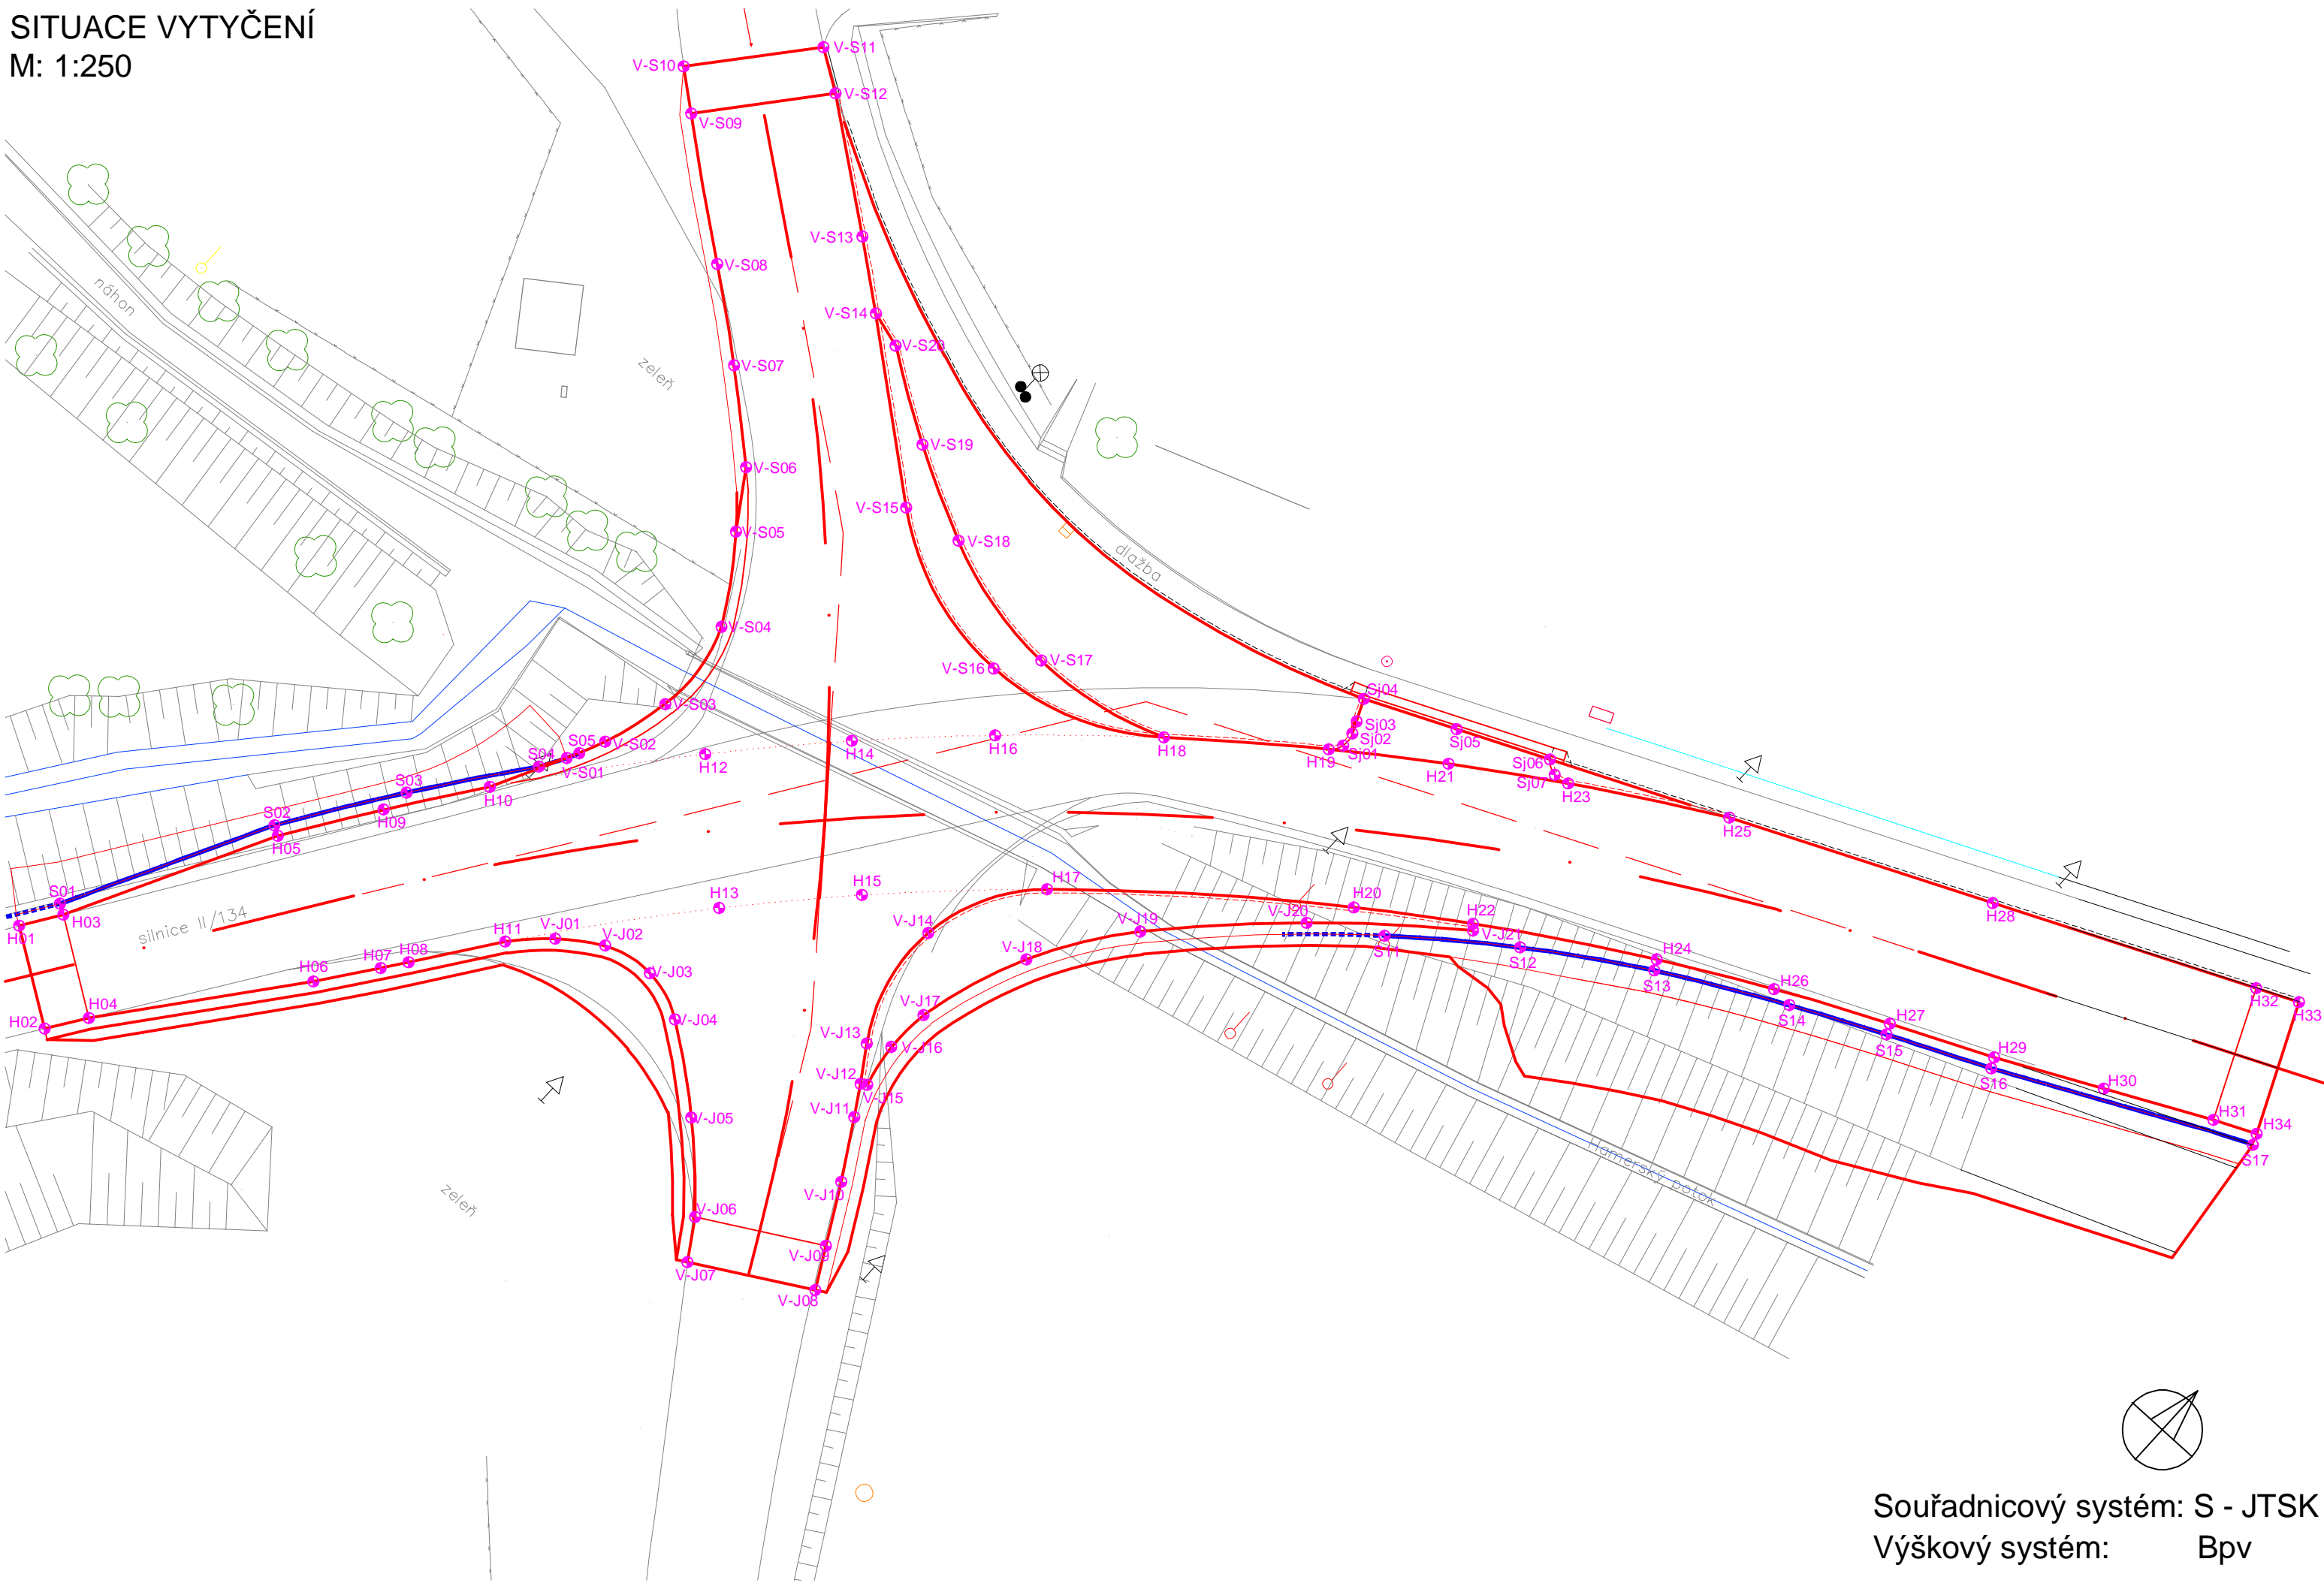 SITUACE VYTYČENÍ
M: 1:250
V-S11
V-S10
V-S12
V-S09
V-S13
V-S08
náhon
V-S14
V-S20
V-S07
zeleň
V-S19
V-S06
V-S15
V-S05
V-S18
dlažba
V-S04
V-S17
V-S16
Sj04
V-S03
Sj03
Sj05
Sj02
S05
V-S02
H14
H16
H18
Sj01
H19
S04
H12
V-S01
H21
Sj06
Sj07
H23
S03
H10
H09
S02
H25
H05
S01
H17
H28
H03
H15
H20
H13
H01
silnice II/134
H11
V-J01
V-J14
V-J19
V-J20
H22
V-J02
V-J21
S11
S12
V-J18
H24
H06
H07
H08
V-J03
S13
H26
H32
H33
V-J17
H04
V-J04
S14
H27
H02
V-J13
V-J16
S15
H29
V-J12
S16
V-J15
H30
V-J11
V-J05
H31
H34
S17
Hamerský potok
V-J10
zeleň
V-J06
V-J09
V-J07
V-J08
Souřadnicový systém: S - JTSK
Výškový systém: Bpv